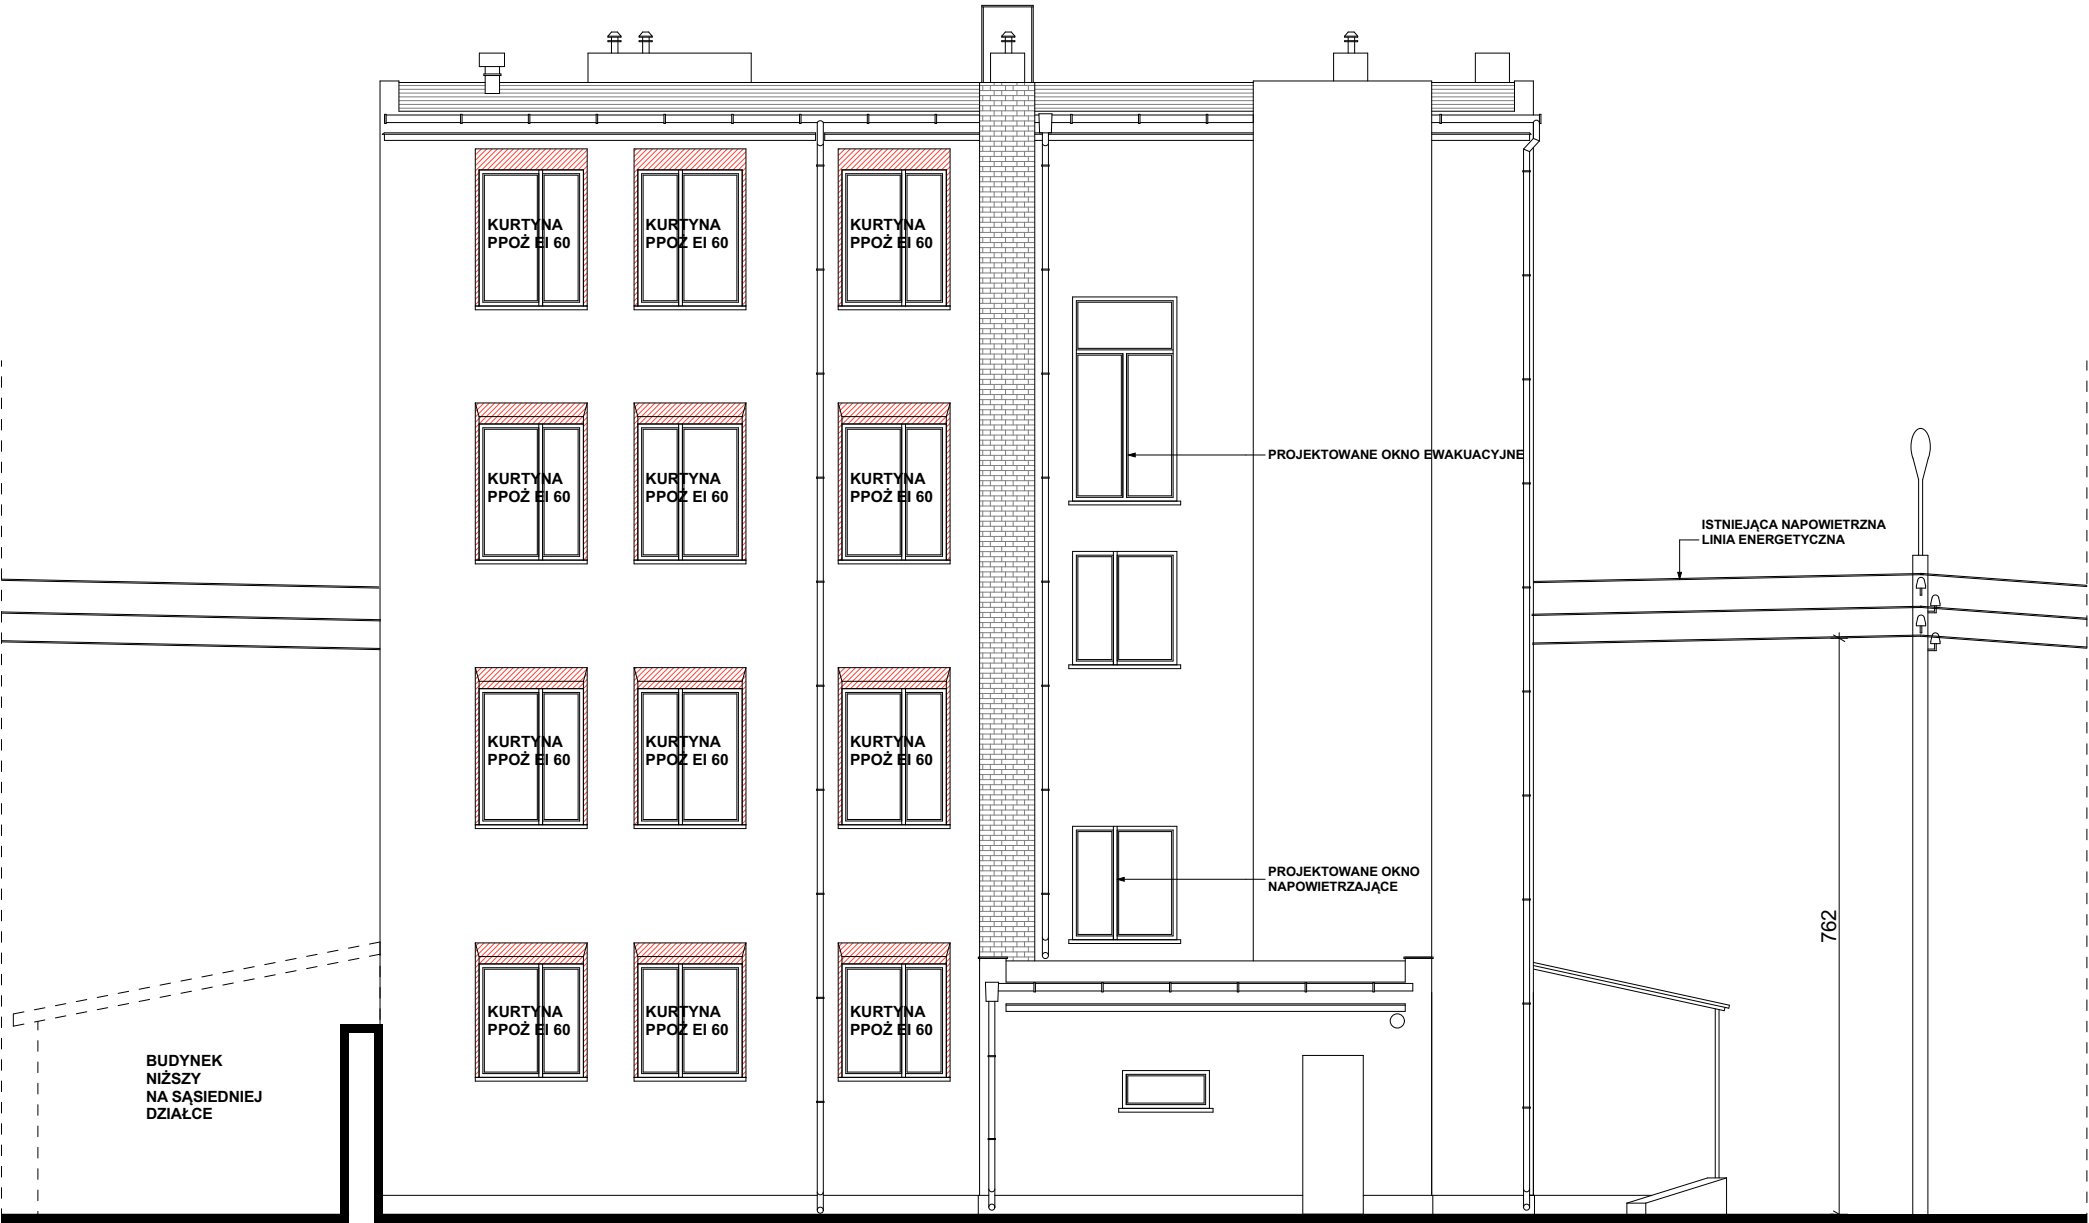 KURTYNA
PPOŻ EI 60
KURTYNA
PPOŻ EI 60
KURTYNA
PPOŻ EI 60
PROJEKTOWANE OKNO EWAKUACYJNE
KURTYNA
PPOŻ EI 60
KURTYNA
PPOŻ EI 60
KURTYNA
PPOŻ EI 60
ISTNIEJĄCA NAPOWIETRZNA
LINIA ENERGETYCZNA
KURTYNA
PPOŻ EI 60
KURTYNA
PPOŻ EI 60
KURTYNA
PPOŻ EI 60
PROJEKTOWANE OKNO
NAPOWIETRZAJĄCE
762
KURTYNA
PPOŻ EI 60
KURTYNA
PPOŻ EI 60
KURTYNA
PPOŻ EI 60
BUDYNEK
NIŻSZY
NA SĄSIEDNIEJ
DZIAŁCE